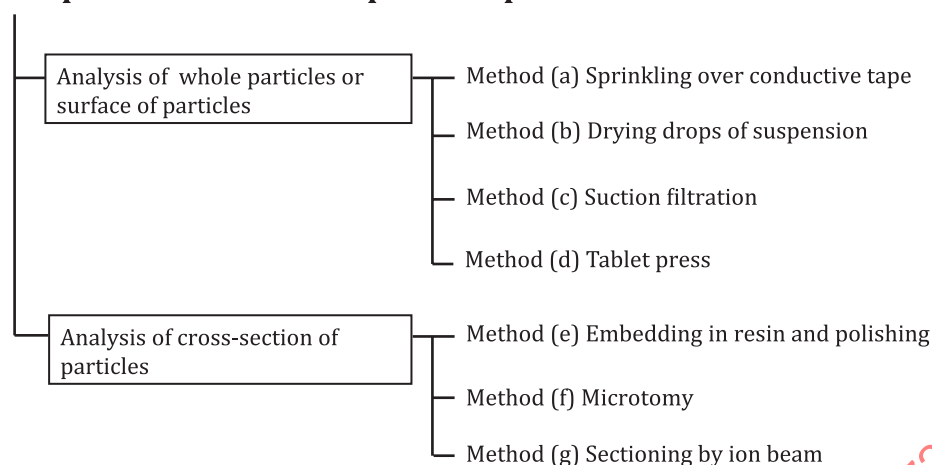 Analysis of whole particles or
surface of particles
Method (a) Sprinkling over conductive tape
Method (b) Drying drops of suspension
Method (c) Suction filtration
Method (d) Tablet press
Analysis of cross-section of
particles
Method (e) Embedding in resin and polishing
Method (f) Microtomy
Method (g) Sectioning by ion beam